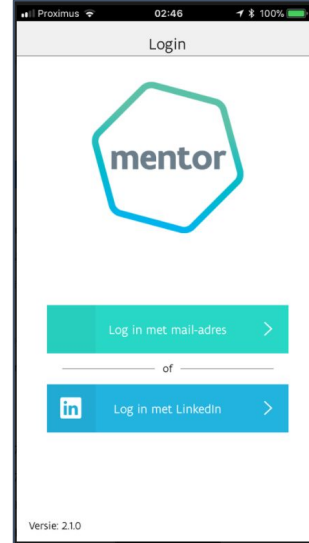 Proximus 02:46 100%
Login
mentor
Log in met mail-adres
of
in Log in met LinkedIn
Versie: 2.1.0